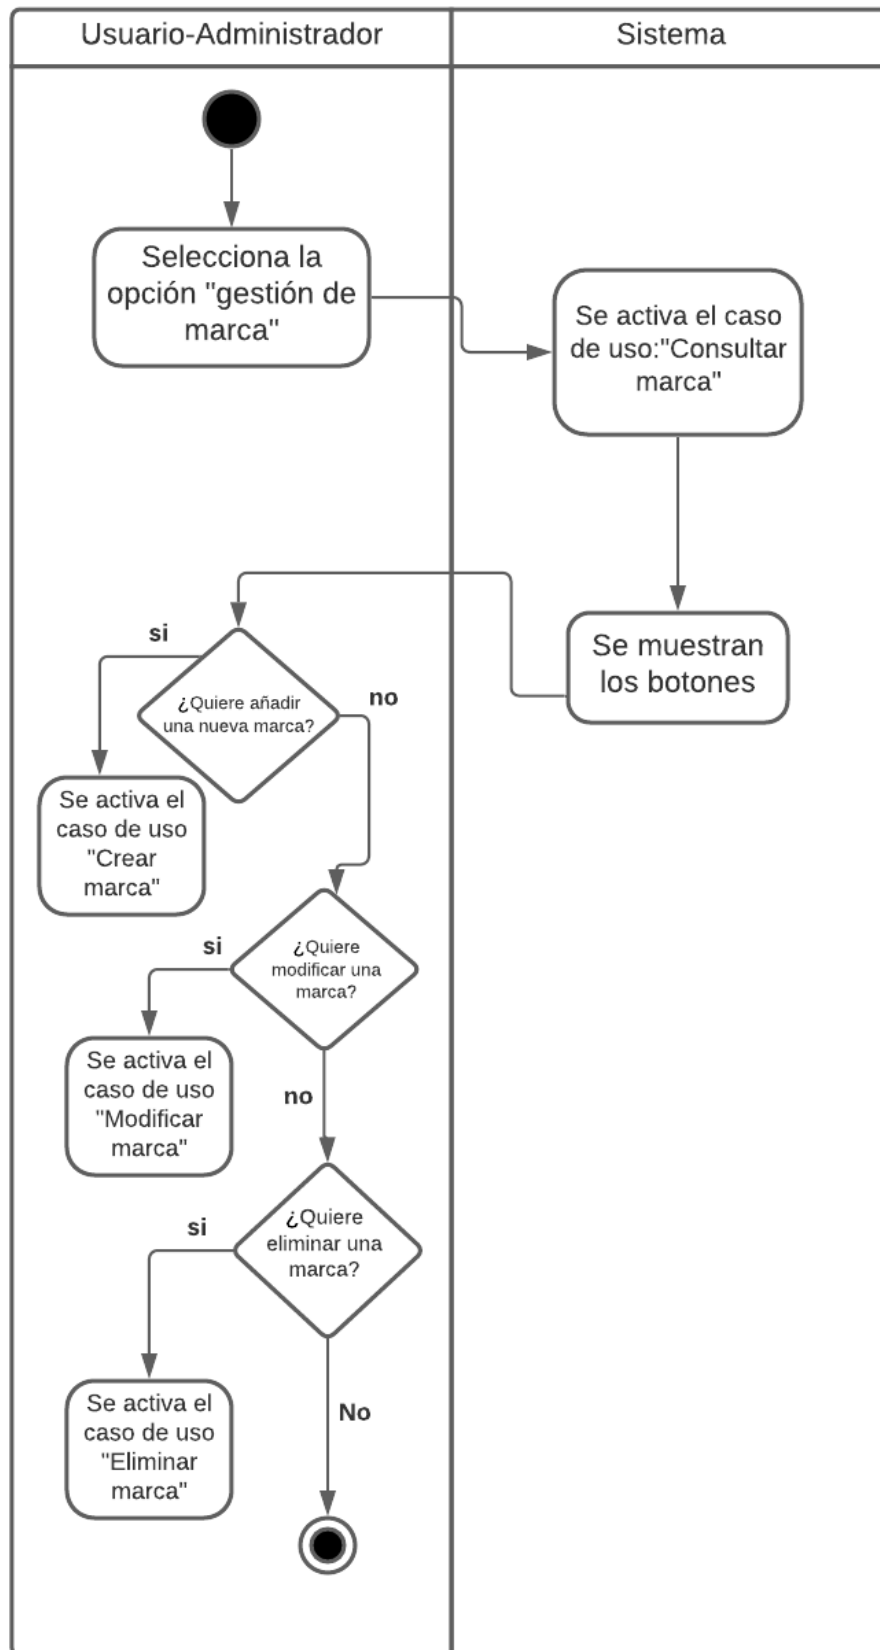 Usuario-Administrador
Sistema
Selecciona la
opción "gestión de
marca"
Se activa el caso
de uso:"Consultar
marca"
Se muestran
los botones
si
¿Quiere añadir
una nueva marca?
no
Se activa el
caso de uso
"Crear
marca"
si
¿Quiere
modificar una
marca?
Se activa el
caso de uso
"Modificar
marca"
no
si
¿Quiere
eliminar una
marca?
Se activa el
caso de uso
"Eliminar
marca"
No